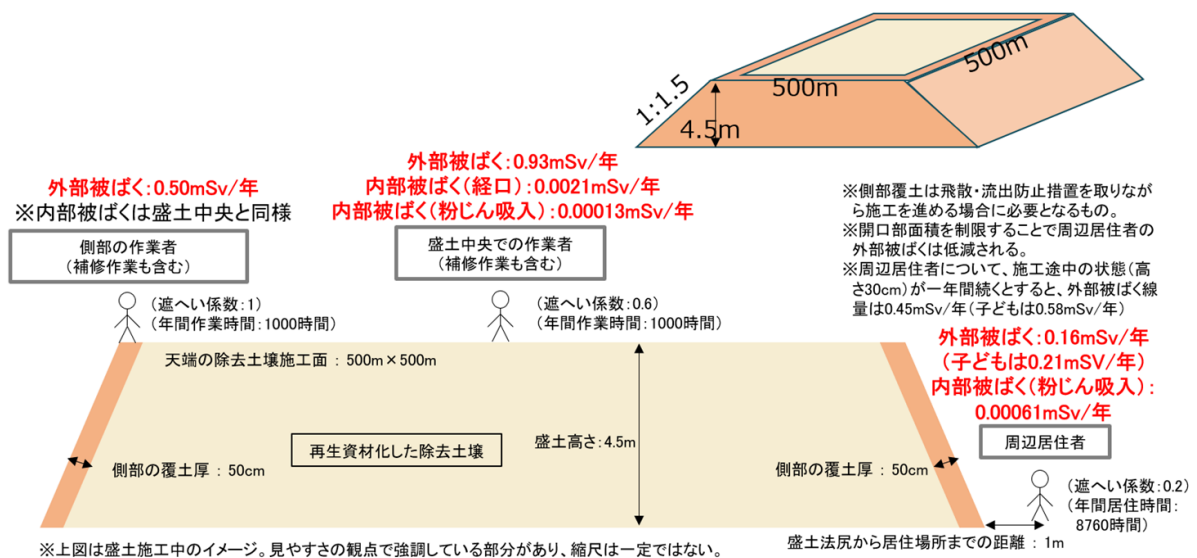 1:1.5
4.5m
500m
500m
外部被ばく：0.50mSv/年
※内部被ばくは盛土中央と同様
側部の作業者
（補修作業も含む）
（遮へい係数：1）
（年間作業時間：1000時間）
外部被ばく：0.93mSv/年
内部被ばく（経口）：0.0021mSv/年
内部被ばく（粉じん吸入）：0.00013mSv/年
盛土中央での作業者
（補修作業も含む）
（遮へい係数：0.6）
（年間作業時間：1000時間）
※側部覆土は飛散・流出防止措置を取りなが
ら施工を進める場合に必要となるもの。
※開口部面積を制限することで周辺居住者の
外部被ばくは低減される。
※周辺居住者について、施工途中の状態（高
さ30cm）が一年間続くとすると、外部被ばく線
量は0.45mSv/年（子どもは0.58mSv/年）
外部被ばく：0.16mSv/年
（子どもは0.21mSV/年）
内部被ばく（粉じん吸入）：
0.00061mSv/年
周辺居住者
（遮へい係数：0.2）
（年間居住時間：
8760時間）
天端の除去土壌施工面：500m×500m
盛土高さ：4.5m
再生資材化した除去土壌
側部の覆土厚：50cm
側部の覆土厚：50cm
盛土法尻から居住場所までの距離：1m
※上図は盛土施工中のイメージ。見やすさの観点で強調している部分があり、縮尺は一定ではない。